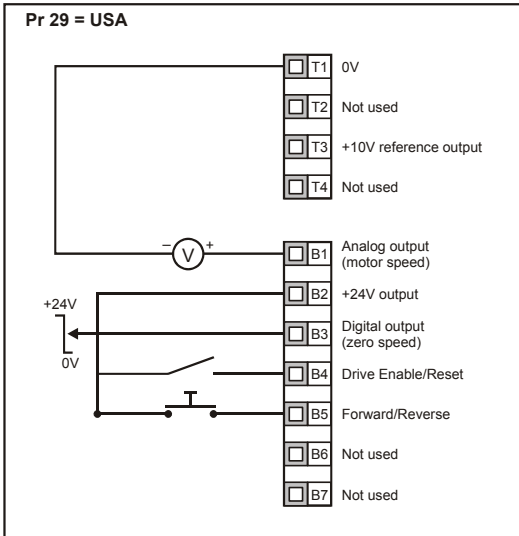 Pr 29 = USA
T1 0V
T2 Not used
T3 +10V reference output
T4 Not used
– V +
B1 Analog output
(motor speed)
B2 +24V output
+24V
B3 Digital output
(zero speed)
0V
B4 Drive Enable/Reset
B5 Forward/Reverse
B6 Not used
B7 Not used